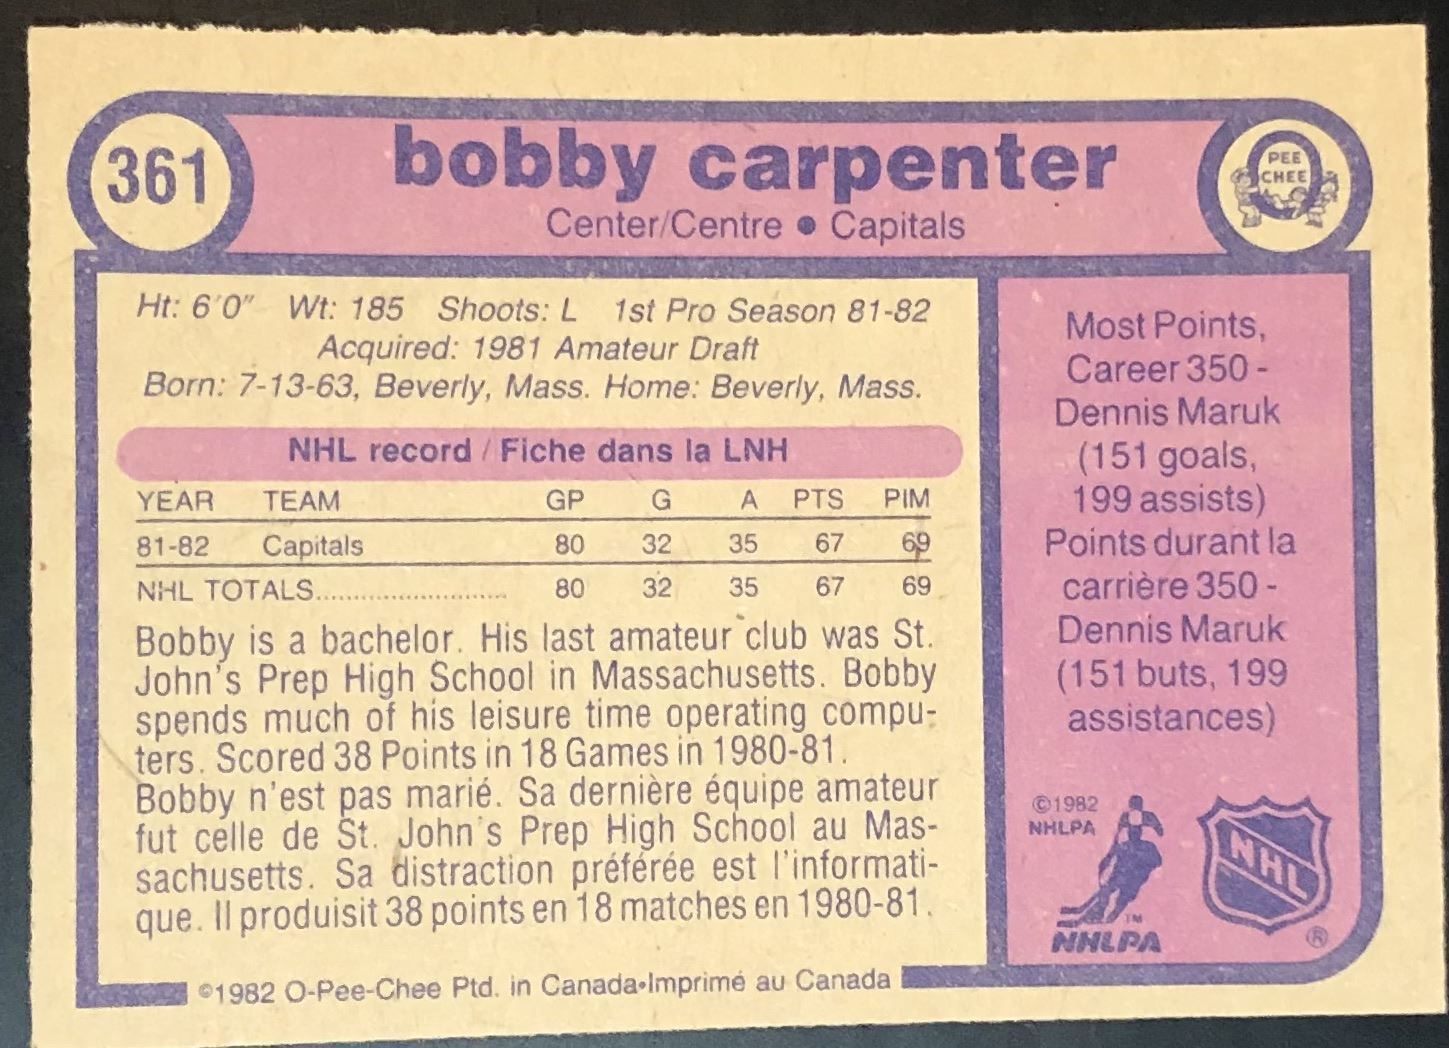 361
bobby carpenter
Center/Centre • Capitals
PEE
CHEE
Ht: 6'0" Wt: 185 Shoots: L 1st Pro Season 81-82
Acquired: 1981 Amateur Draft
Born: 7-13-63, Beverly, Mass. Home: Beverly, Mass.
NHL record / Fiche dans la LNH
YEAR TEAM GP G A PTS PIM
81-82 Capitals 80 32 35 67 69
NHL TOTALS........................ 80 32 35 67 69
Bobby is a bachelor. His last amateur club was St.
John's Prep High School in Massachusetts. Bobby
spends much of his leisure time operating compu-
ters. Scored 38 Points in 18 Games in 1980-81.
Bobby n'est pas marié. Sa dernière équipe amateur
fut celle de St. John's Prep High School au Mas-
sachusetts. Sa distraction préférée est l'informati-
que. Il produisit 38 points en 18 matches en 1980-81.
Most Points,
Career 350 -
Dennis Maruk
(151 goals,
199 assists)
Points durant la
carrière 350 -
Dennis Maruk
(151 buts, 199
assistances)
©1982
NHLPA
TM
NHLPA
NHL
®
©1982 O-Pee-Chee Ptd. in Canada•Imprimé au Canada